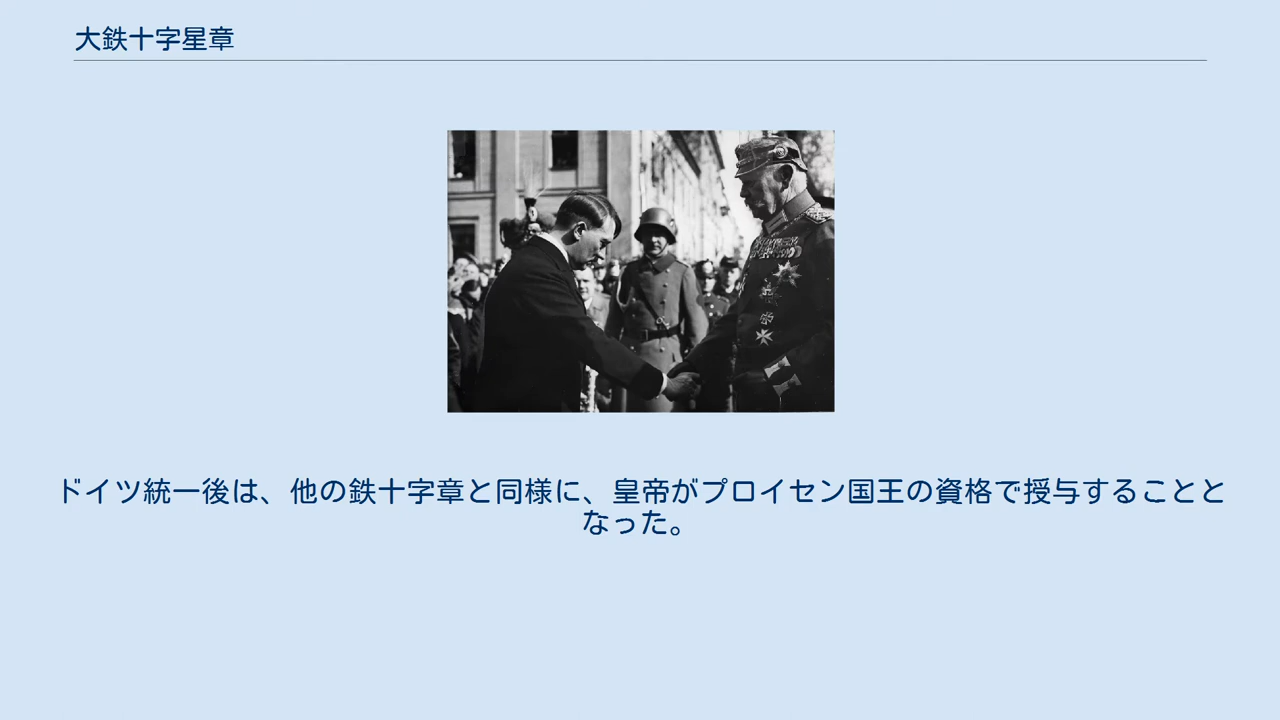 大鉄十字星章
ドイツ統一後は、他の鉄十字章と同様に、皇帝がプロイセン国王の資格で授与することと
なった。